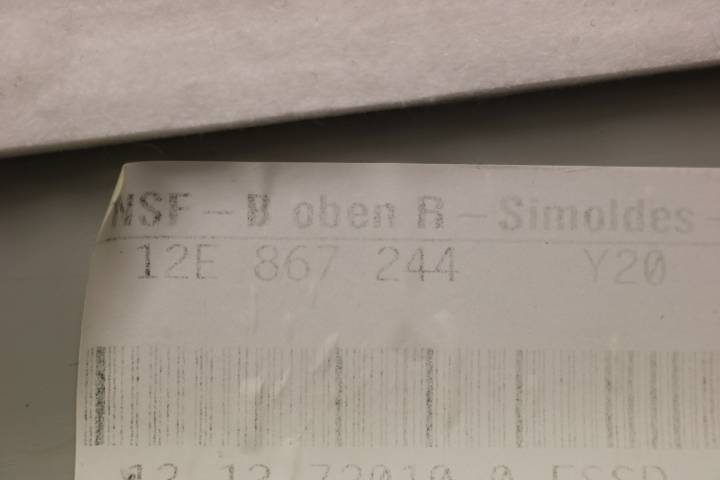 NSF - B oben R - Simoldes -
12E 867 244 Y20